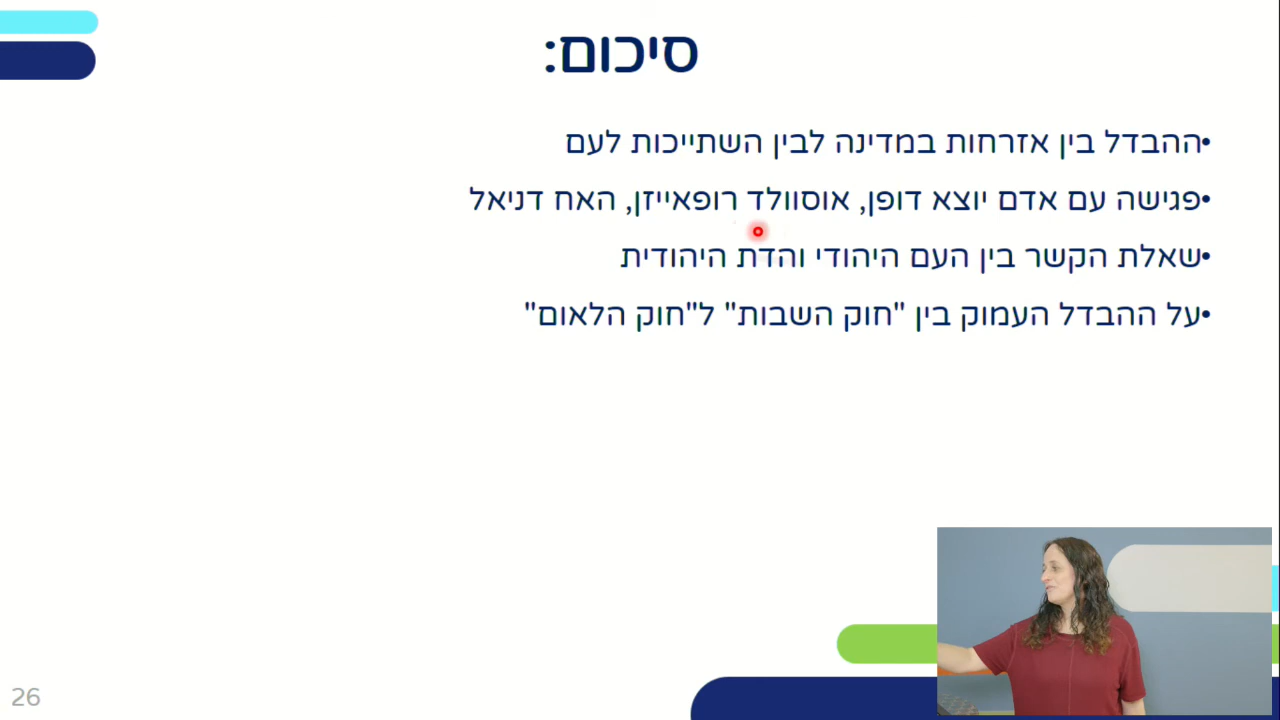 סיכום:
•ההבדל בין אזרחות במדינה לבין השתייכות לעם
•פגישה עם אדם יוצא דופן, אוסוולד רופאייזן, האח דניאל
•שאלת הקשר בין העם היהודי והדת היהודית
•על ההבדל העמוק בין "חוק השבות" ל"חוק הלאום"
26